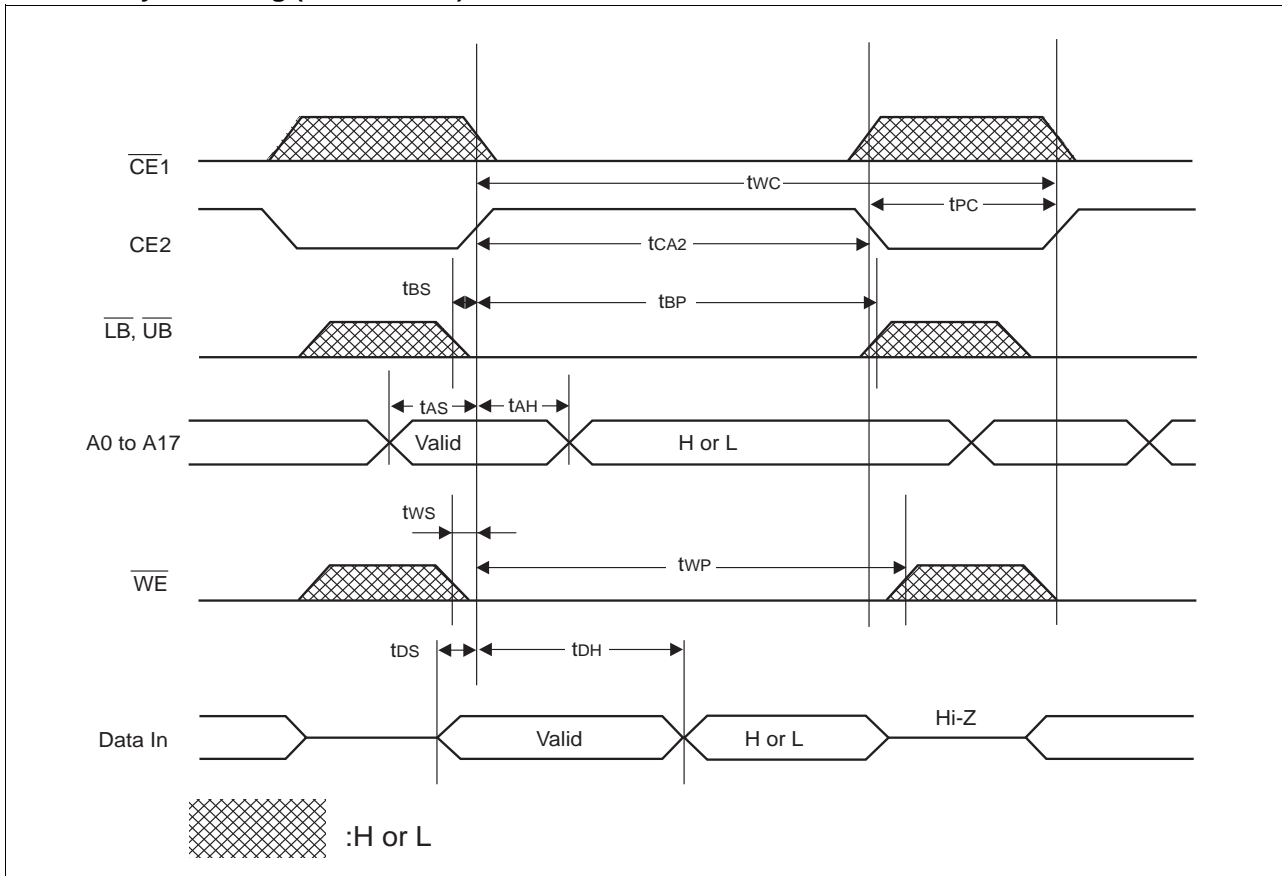 CE1
tWC
tPC
CE2
tCA2
tBS
tBP
LB, UB
tAS
tAH
A0 to A17
Valid
H or L
tWS
tWP
WE
tDS
tDH
Hi-Z
Data In
Valid
H or L
:H or L